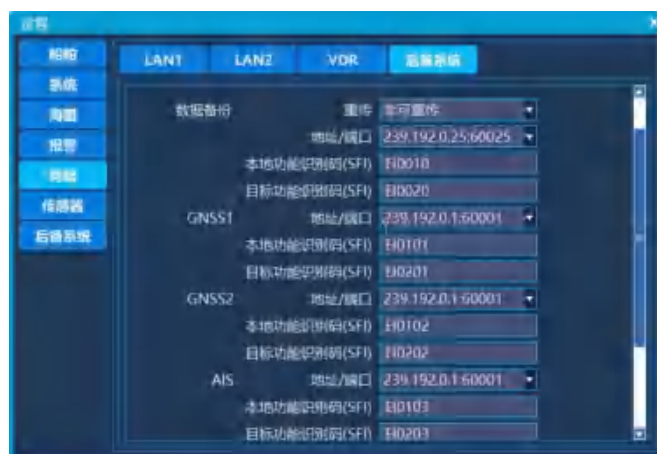 设置
船舶
系统
海图
报警
网络
传感器
后备系统
LAN1 LAN2 VDR 后备系统
数据备份 重传 非可重传
地址/端口 239.192.0.25:60025
本地功能识别码(SFI) EI0010
目标功能识别码(SFI) EI0020
GNSS1 地址/端口 239.192.0.1:60001
本地功能识别码(SFI) EI0101
目标功能识别码(SFI) EI0201
GNSS2 地址/端口 239.192.0.1:60001
本地功能识别码(SFI) EI0102
目标功能识别码(SFI) EI0202
AIS 地址/端口 239.192.0.1:60001
本地功能识别码(SFI) EI0103
目标功能识别码(SFI) EI0203